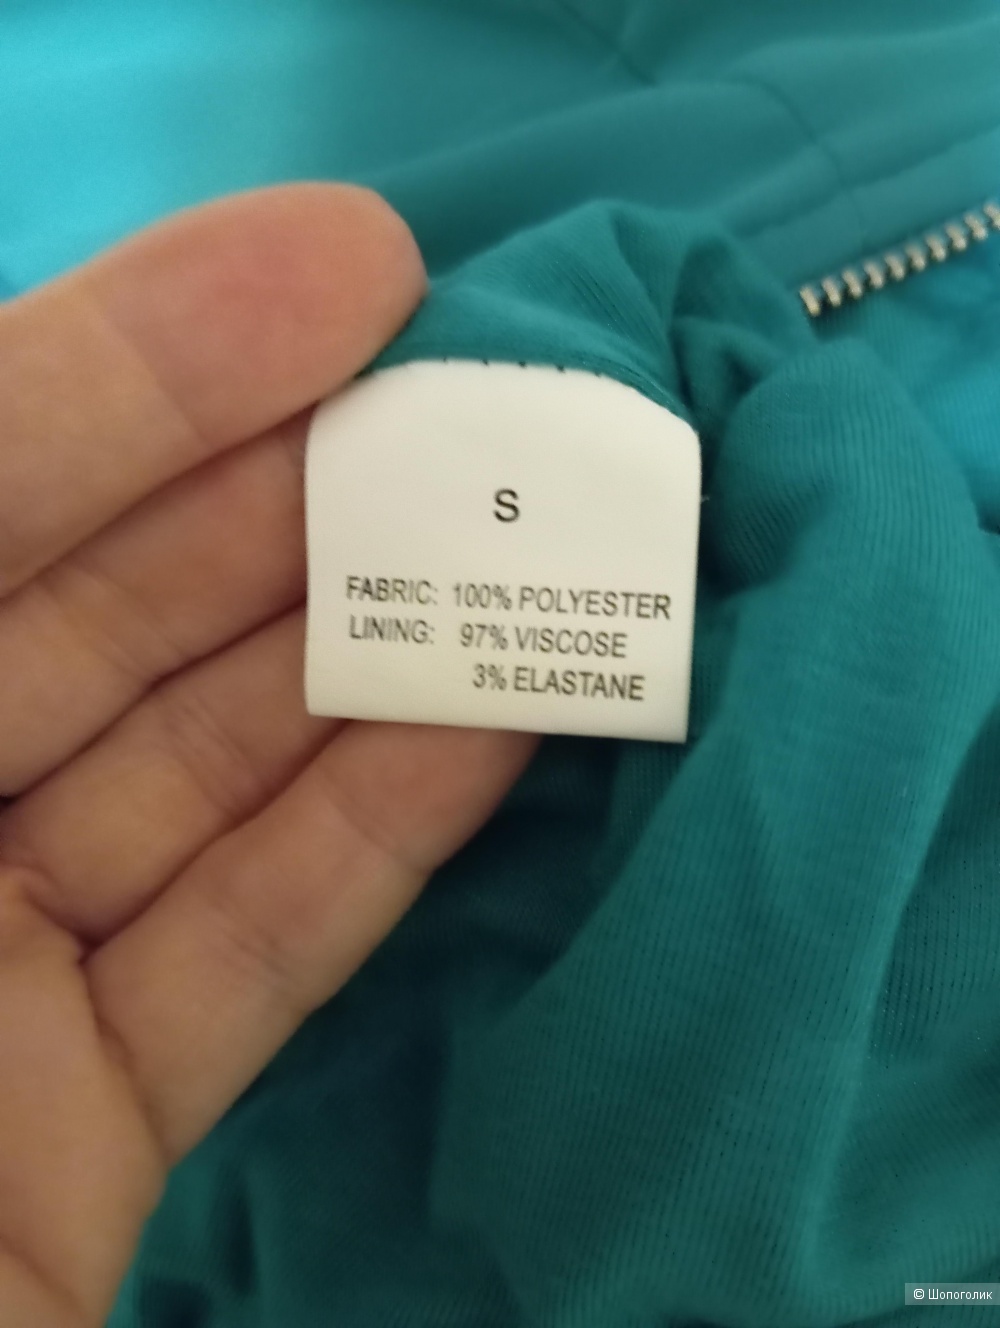 S
FABRIC: 100% POLYESTER
LINING: 97% VISCOSE
3% ELASTANE
© Шопоголик